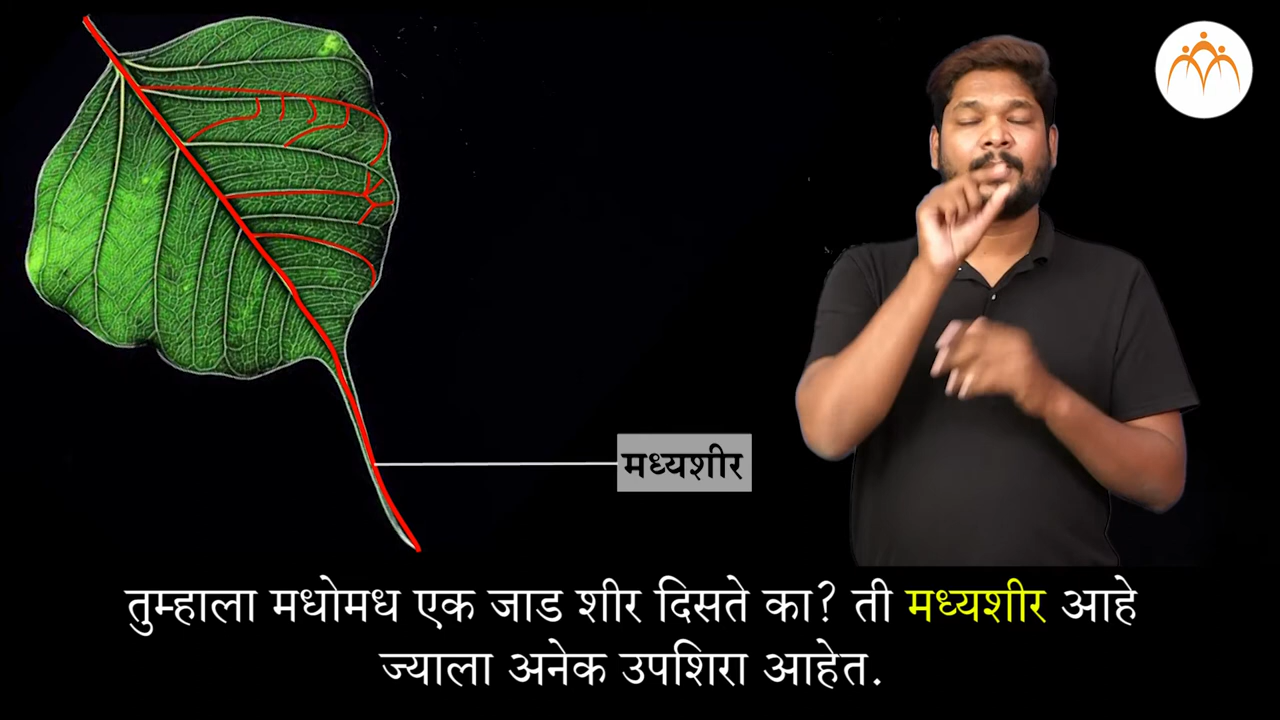 मध्यशीर
तुम्हाला मधोमध एक जाड शीर दिसते का? ती मध्यशीर आहे
ज्याला अनेक उपशिरा आहेत.